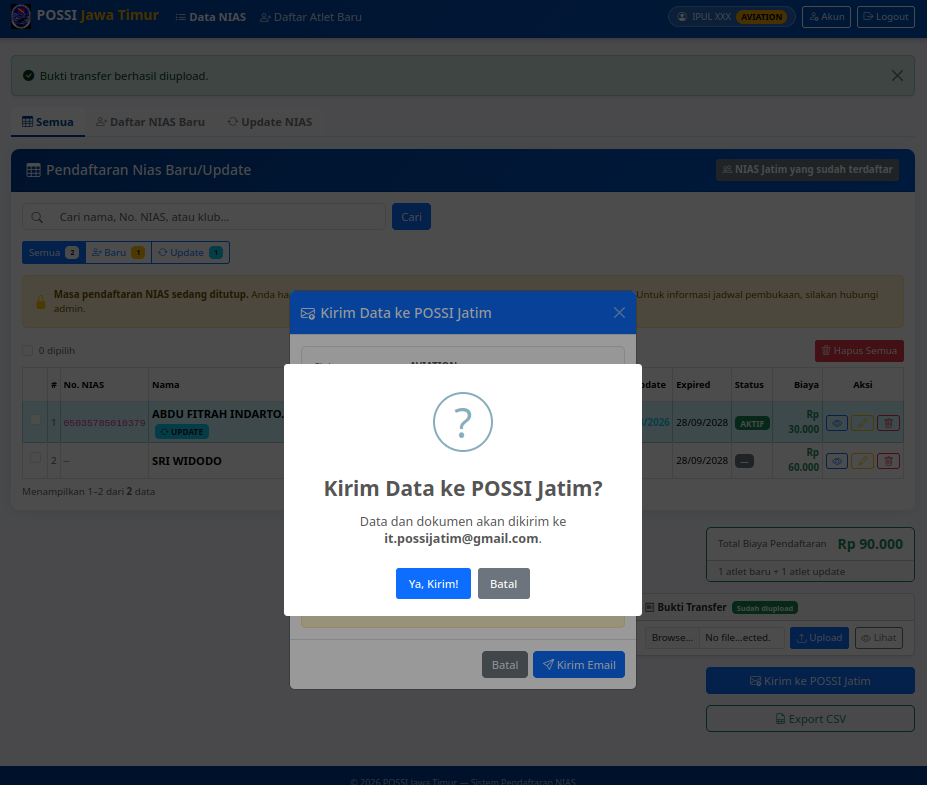 POSSI Jawa Timur
Data NIAS
Daftar Atlet Baru
IPUL XXX AVIATION
Akun
Logout
Bukti transfer berhasil diupload.
Semua
Daftar NIAS Baru
Update NIAS
Pendaftaran Nias Baru/Update
NIAS Jatim yang sudah terdaftar
Cari nama, No. NIAS, atau klub...
Cari
Semua 2
Baru 1
Update 1
Masa pendaftaran NIAS sedang ditutup. Anda ha
Untuk informasi jadwal pembukaan, silakan hubungi
admin.
0 dipilih
Hapus Semua
# No. NIAS Nama
pdate Expired Status Biaya Aksi
1 05035785010379 ABDU FITRAH INDARTO.
UPDATE
/2026 28/09/2028 AKTIF Rp
30.000
2 — SRI WIDODO
28/09/2028 — Rp
60.000
Menampilkan 1–2 dari 2 data
Kirim Data ke POSSI Jatim
AVIATION
?
Kirim Data ke POSSI Jatim?
Data dan dokumen akan dikirim ke
it.possijatim@gmail.com.
Ya, Kirim!
Batal
Batal
Kirim Email
Total Biaya Pendaftaran Rp 90.000
1 atlet baru + 1 atlet update
Bukti Transfer Sudah diupload
Browse... No file...ected.
Upload
Lihat
Kirim ke POSSI Jatim
Export CSV
© 2026 POSSI Jawa Timur — Sistem Pendaftaran NIAS